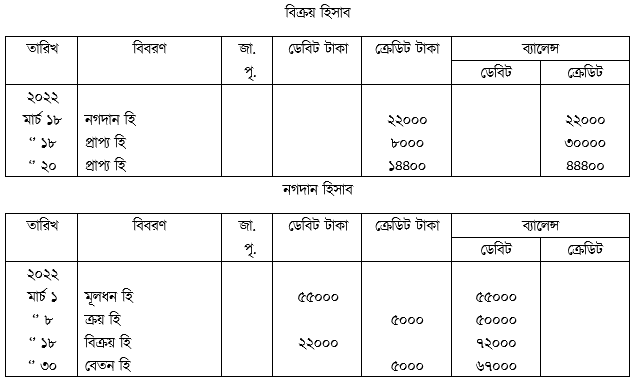 বিক্রয় হিসাব
তারিখ বিবরণ জা. পৃ. ডেবিট টাকা ক্রেডিট টাকা ব্যালেন্স
ডেবিট ক্রেডিট
২০২২
মার্চ ১৮ নগদান হি ২২০০০ ২২০০০
“ ১৮ প্রাপ্য হি ৮০০০ ৩০০০০
“ ২০ প্রাপ্য হি ১৪৪০০ ৪৪৪০০
নগদান হিসাব
তারিখ বিবরণ জা. পৃ. ডেবিট টাকা ক্রেডিট টাকা ব্যালেন্স
ডেবিট ক্রেডিট
২০২২
মার্চ ১ মূলধন হি ৫৫০০০ ৫৫০০০
“ ৮ ক্রয় হি ৫০০০ ৫০০০০
“ ১৮ বিক্রয় হি ২২০০০ ৭২০০০
“ ৩০ বেতন হি ৫০০০ ৬৭০০০